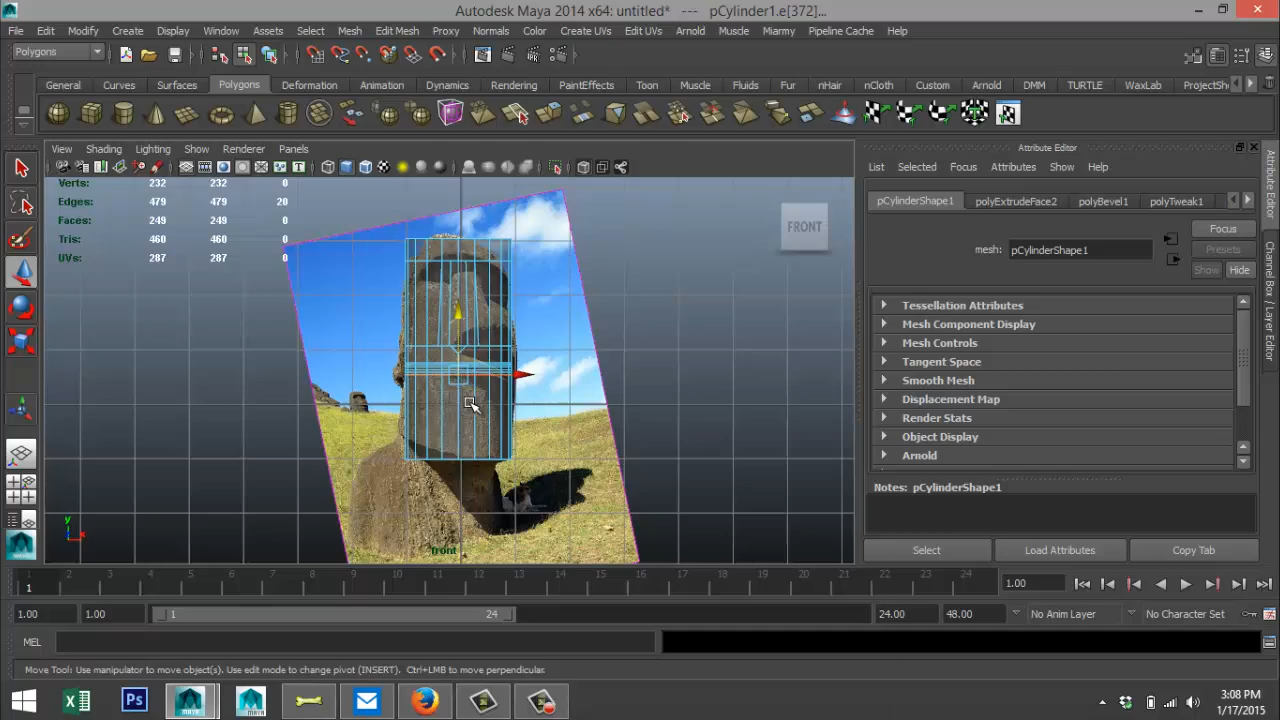 Autodesk Maya 2014 x64: untitled* --- pCylinder1.e[372]...
File Edit Modify Create Display Window Assets Select Mesh Edit Mesh Proxy Normals Color Create UVs Edit UVs Arnold Muscle Miarmy Pipeline Cache Help
Polygons
General Curves Surfaces Polygons Deformation Animation Dynamics Rendering PaintEffects Toon Muscle Fluids Fur nHair nCloth Custom Arnold DMM TURTLE WaxLab ProjectSh
View Shading Lighting Show Renderer Panels
Attribute Editor
List Selected Focus Attributes Show Help
Verts: 232 232 0
Edges: 479 479 20
Faces: 249 249 0
Tris: 460 460 0
UVs: 287 287 0
FRONT
pCylinderShape1 polyExtrudeFace2 polyBevel1 polyTweak1
Focus
mesh: pCylinderShape1
Presets
Show Hide
Tessellation Attributes
Mesh Component Display
Mesh Controls
Tangent Space
Smooth Mesh
Displacement Map
Render Stats
Object Display
Arnold
Notes: pCylinderShape1
Select Load Attributes Copy Tab
Attribute Editor
Channel Box / Layer Editor
y
front
1 2 3 4 5 6 7 8 9 10 11 12 13 14 15 16 17 18 19 20 21 22 23 24
1 1.00
1.00 1.00 1 24 24.00 48.00 No Anim Layer No Character Set
MEL
Move Tool: Use manipulator to move object(s). Use edit mode to change pivot (INSERT). Ctrl+LMB to move perpendicular.
Ps
3:08 PM
1/17/2015